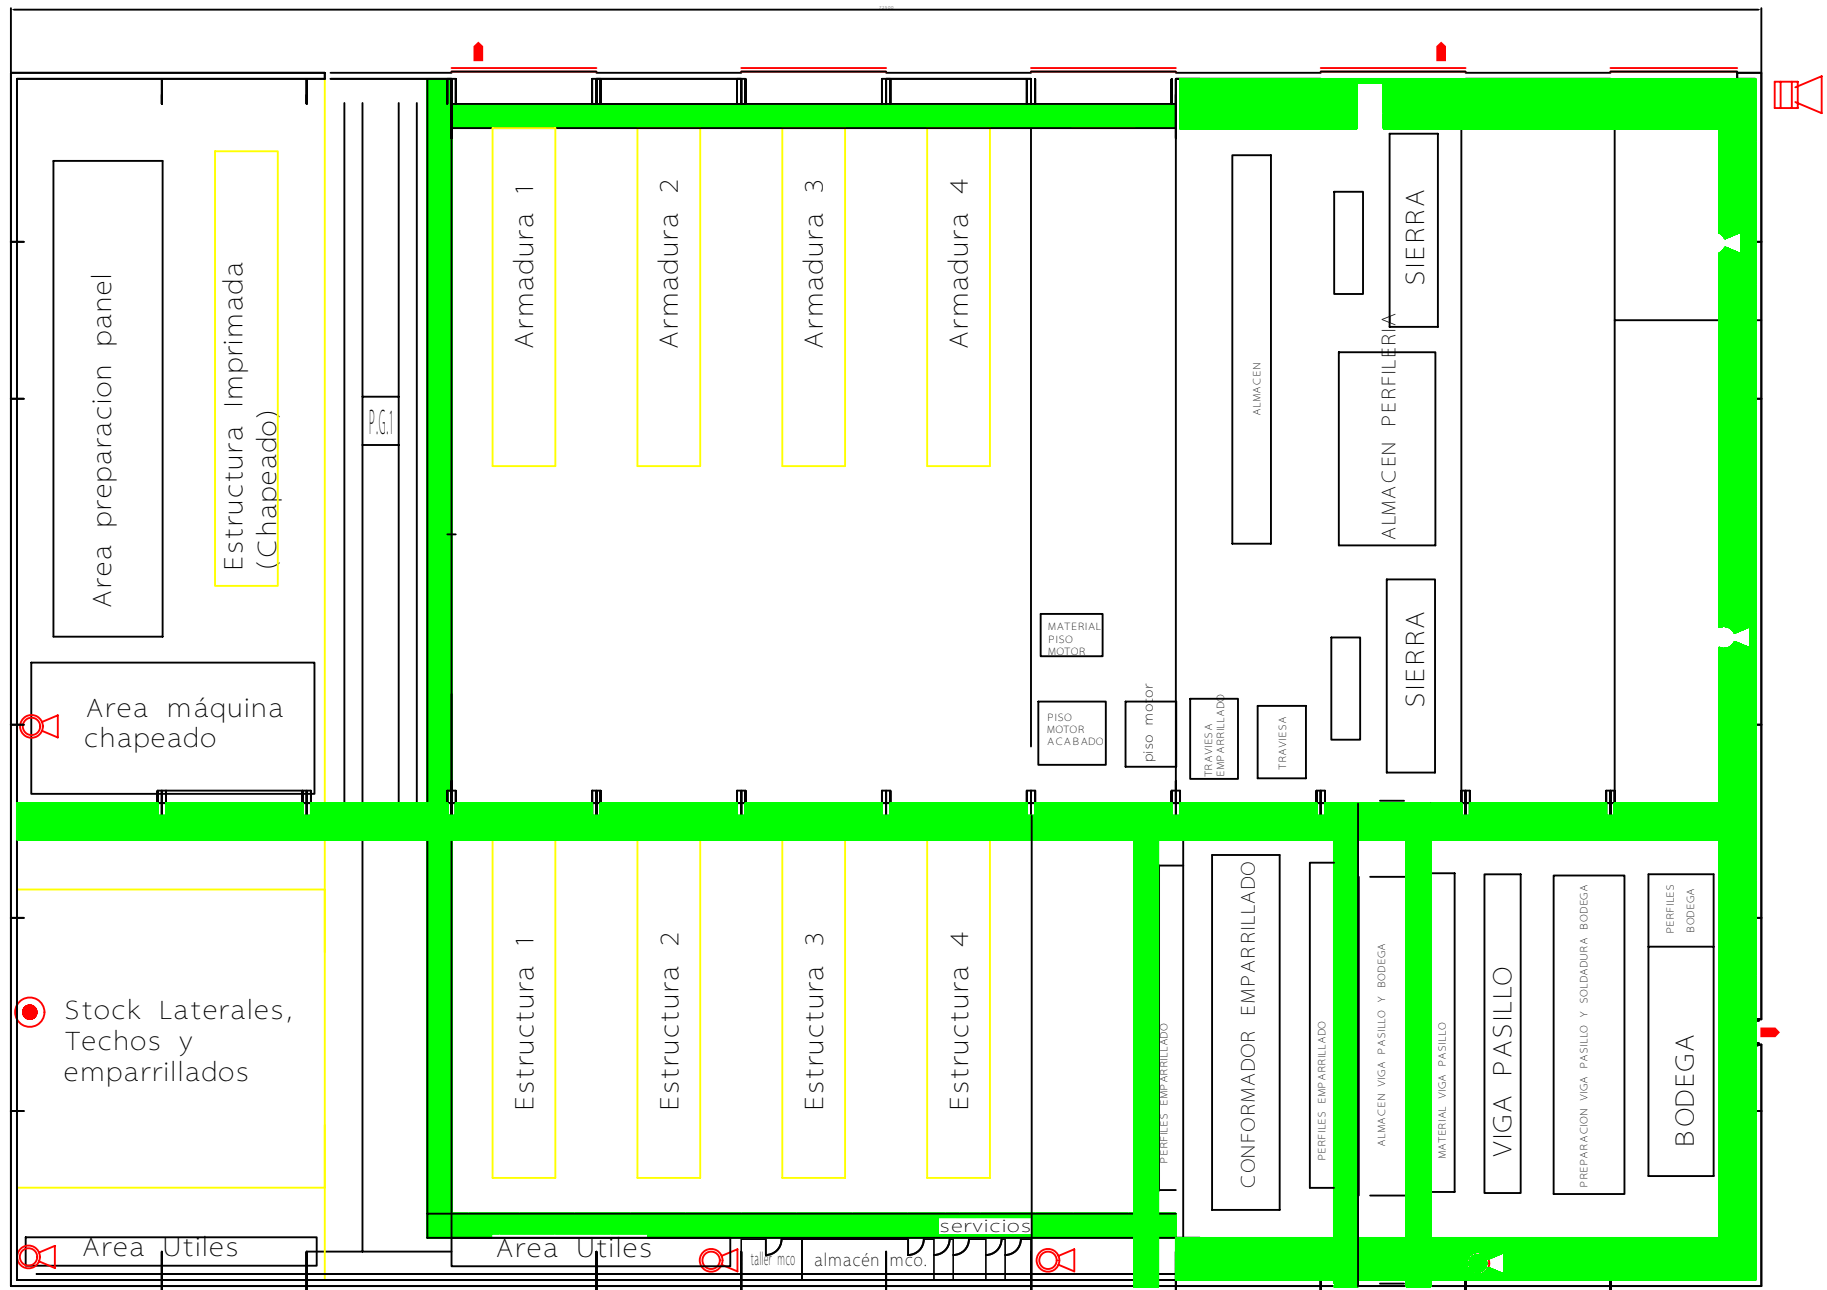 Armadura 1
Armadura 2
Armadura 3
Armadura 4
SIERRA
Area preparacion panel
Estructura Imprimada
(Chapeado)
P.G.1
ALMACEN
ALMACEN PERFILERIA
MATERIAL
PISO
MOTOR
SIERRA
Area máquina
chapeado
PISO
MOTOR
ACABADO
piso motor
TRAVIESA
EMPARRILLADO
TRAVIESA
Stock Laterales,
Techos y
emparrillados
Estructura 1
Estructura 2
Estructura 3
Estructura 4
PERFILES EMPARRILLADO
CONFORMADOR EMPARRILLADO
PERFILES EMPARRILLADO
ALMACEN VIGA PASILLO Y BODEGA
MATERIAL VIGA PASILLO
VIGA PASILLO
PREPARACION VIGA PASILLO Y SOLDADURA BODEGA
PERFILES
BODEGA
BODEGA
servicios
Area Utiles
Area Utiles
taller mco
almacén mco.